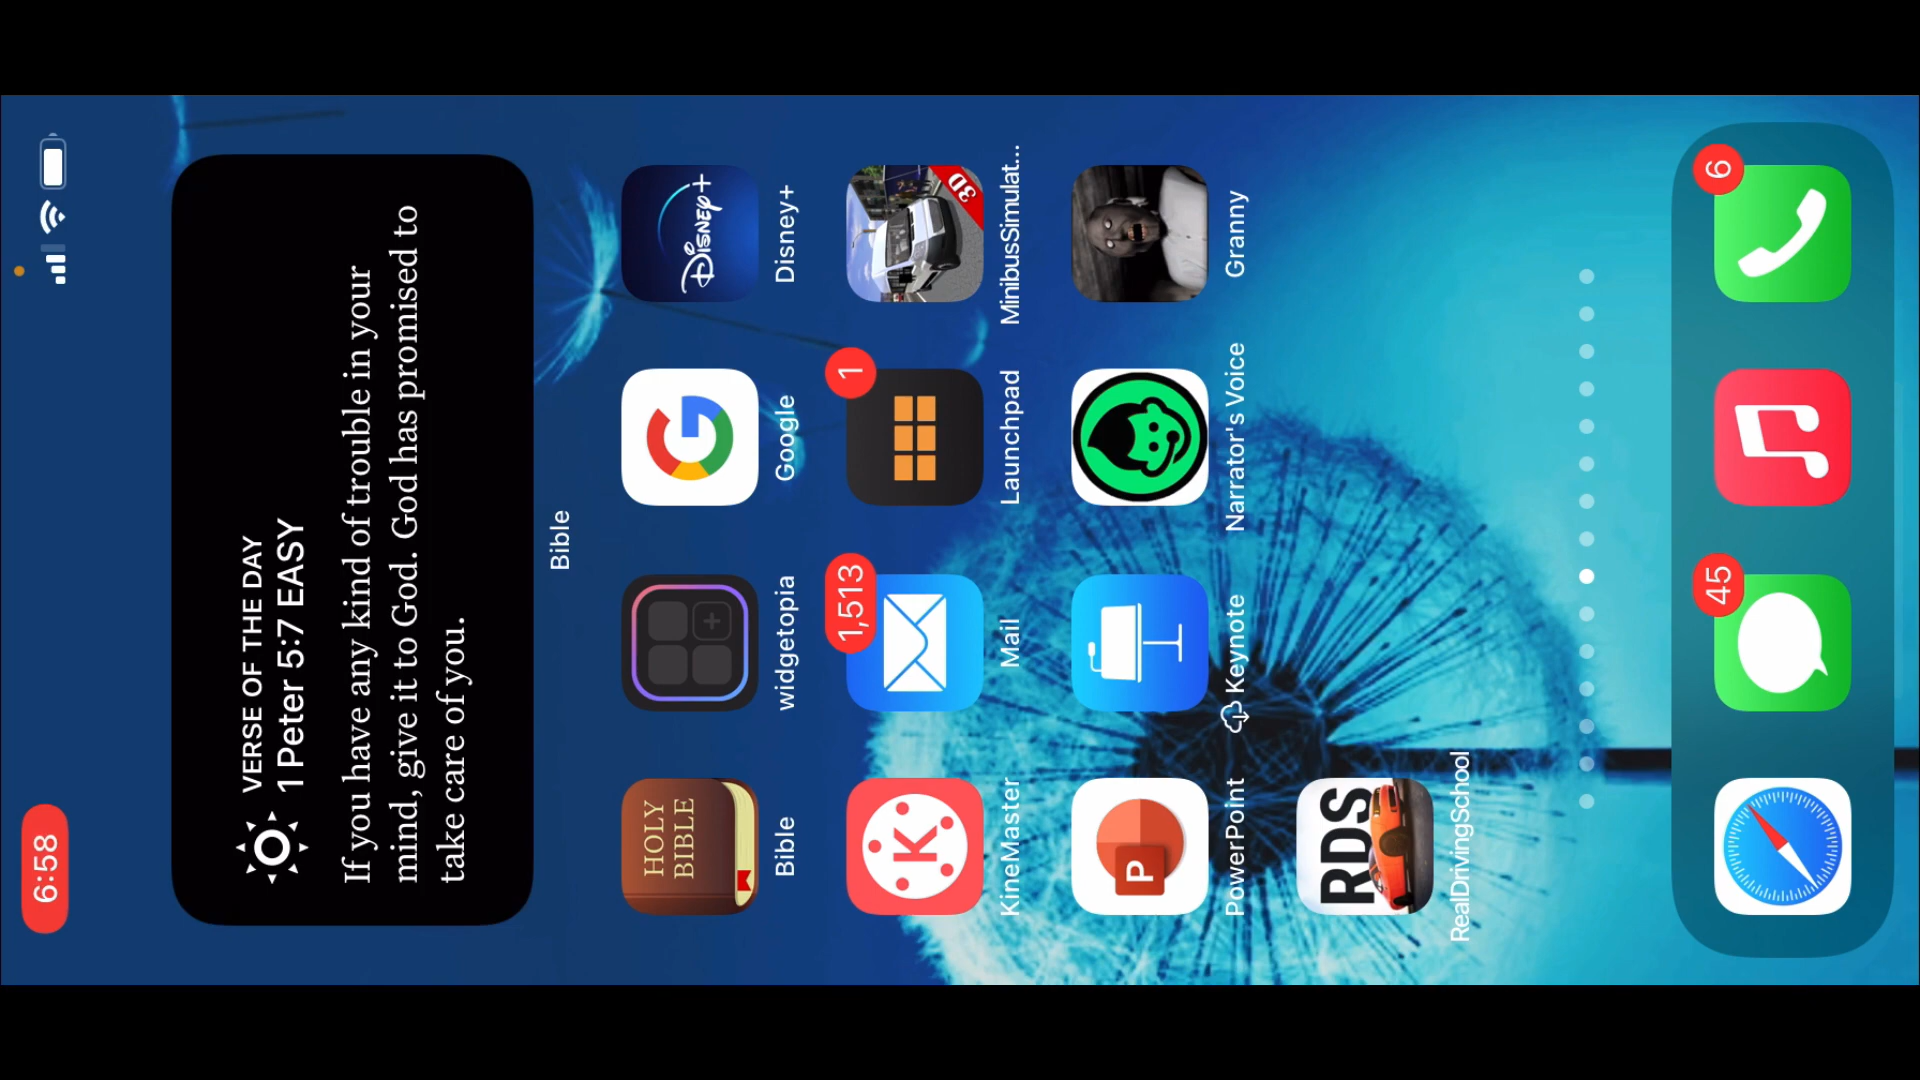 6:58
VERSE OF THE DAY
1 Peter 5:7 EASY
If you have any kind of trouble in your
mind, give it to God. God has promised to
take care of you.
Bible
HOLY
BIBLE
Disney+
Bible
widgetopia
Google
Disney+
K
1,513
1
3D
KineMaster
Mail
Launchpad
MinibusSimulat...
P
PowerPoint
Keynote
Narrator's Voice
Granny
RDS
RealDrivingSchool
45
6